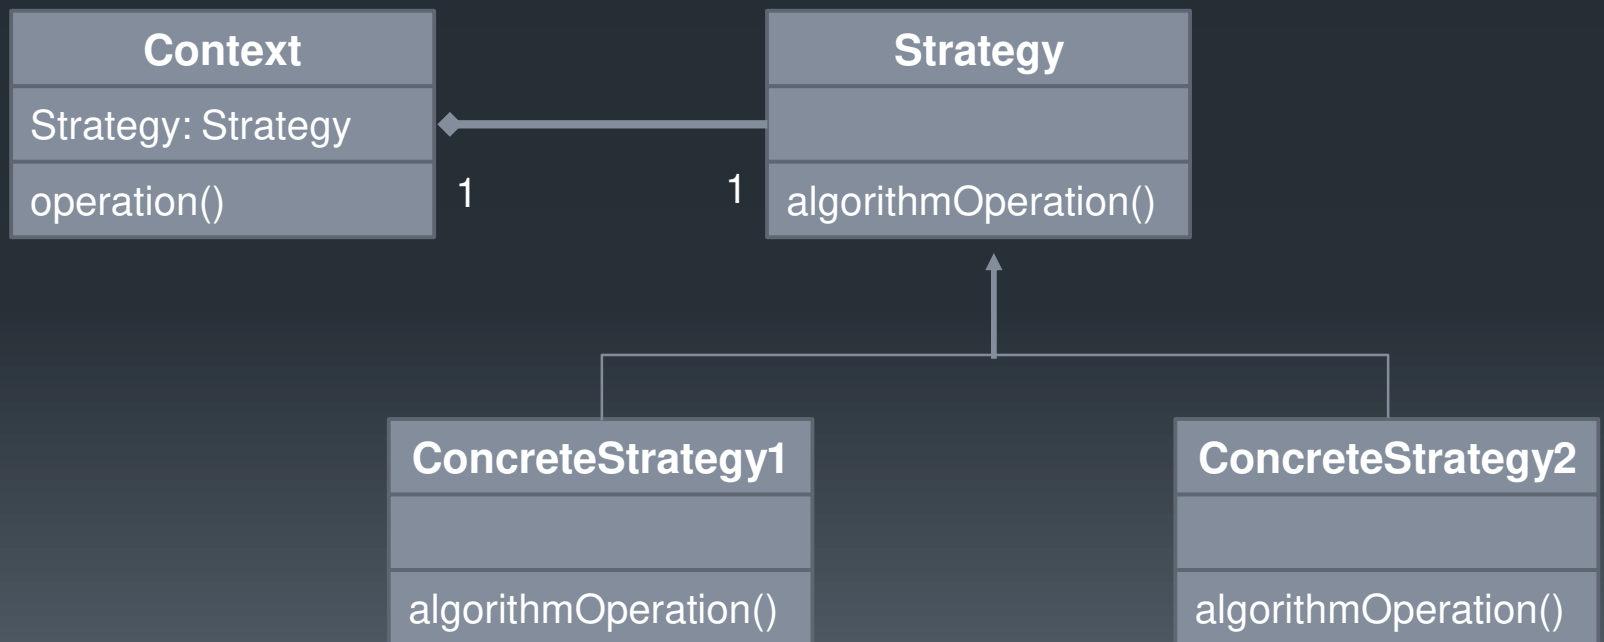 Context
Strategy: Strategy
operation()
1
1
Strategy
algorithmOperation()
ConcreteStrategy1
algorithmOperation()
ConcreteStrategy2
algorithmOperation()